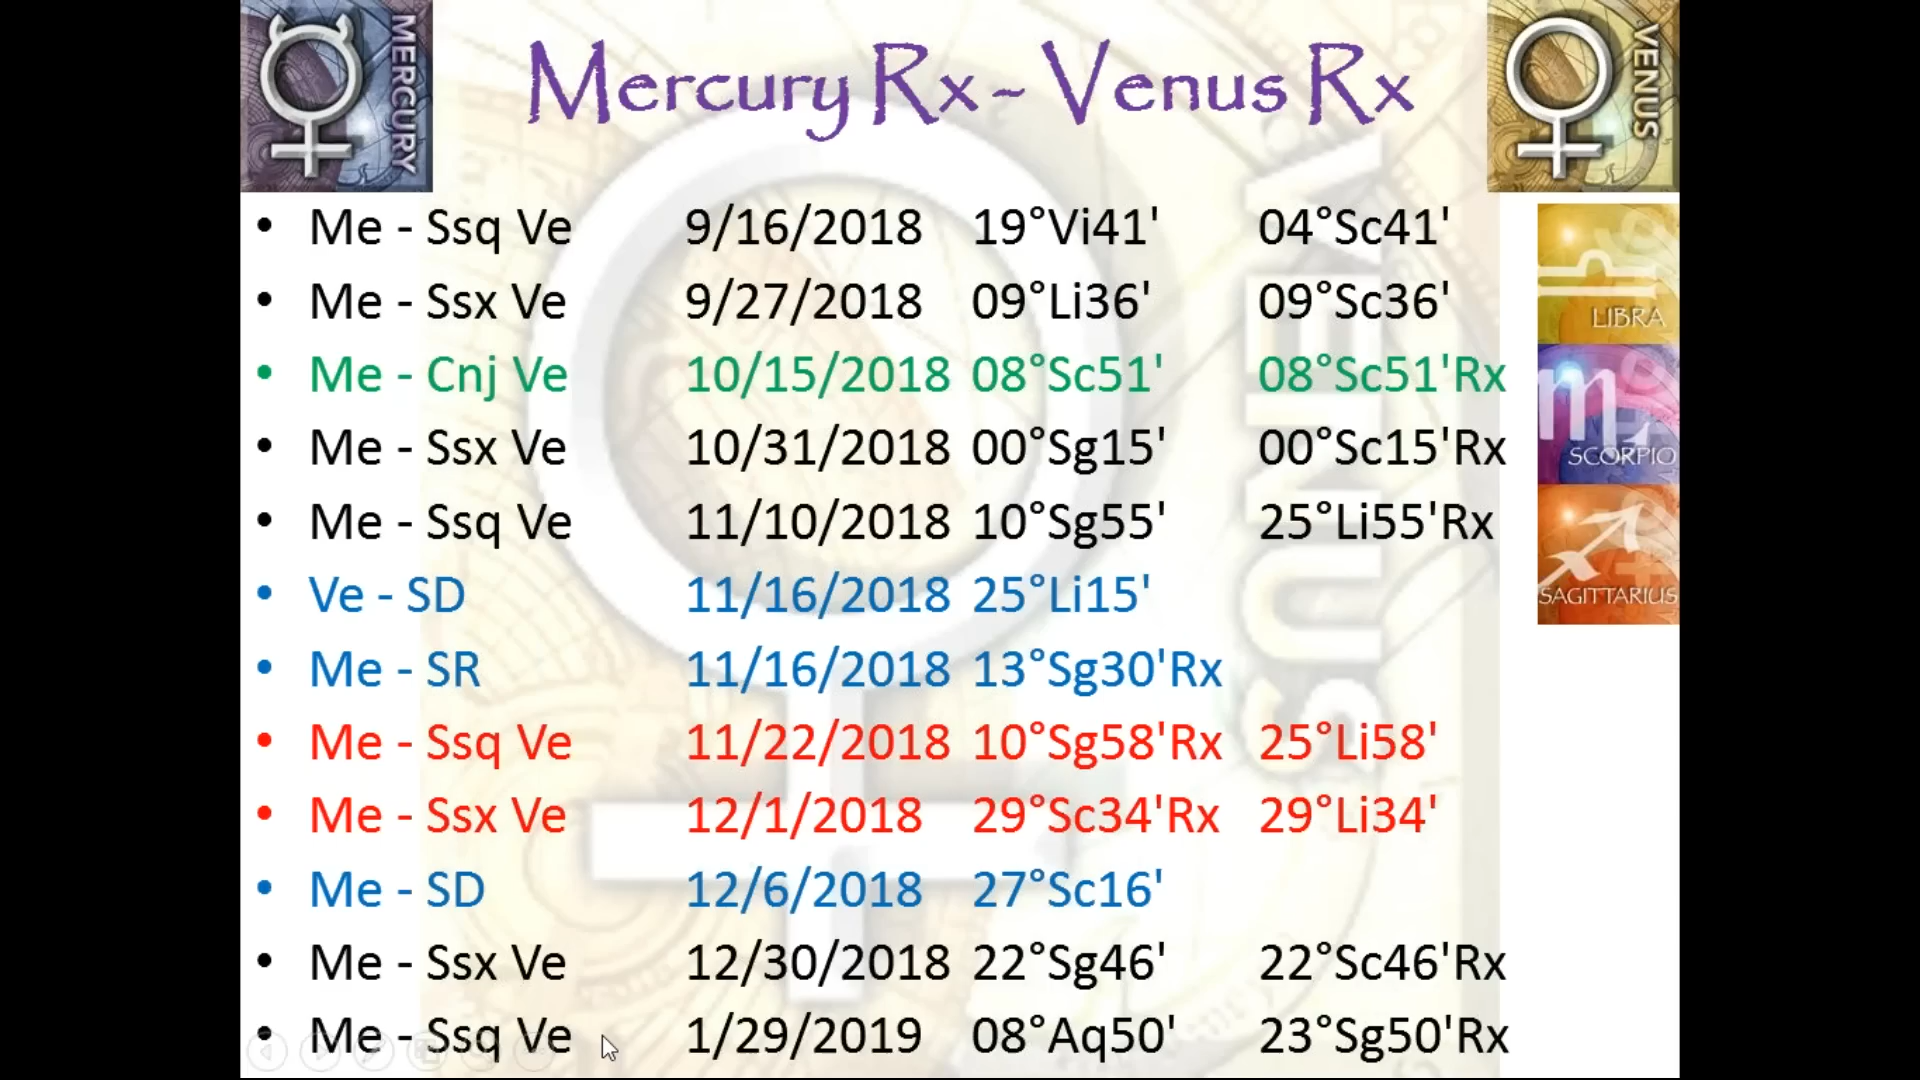 MERCURY
Mercury Rx - Venus Rx
VENUS
• Me - Ssq Ve 9/16/2018 19°Vi41' 04°Sc41'
• Me - Ssx Ve 9/27/2018 09°Li36' 09°Sc36'
• Me - Cnj Ve 10/15/2018 08°Sc51' 08°Sc51'Rx
• Me - Ssx Ve 10/31/2018 00°Sg15' 00°Sc15'Rx
• Me - Ssq Ve 11/10/2018 10°Sg55' 25°Li55'Rx
• Ve - SD 11/16/2018 25°Li15'
• Me - SR 11/16/2018 13°Sg30'Rx
• Me - Ssq Ve 11/22/2018 10°Sg58'Rx 25°Li58'
• Me - Ssx Ve 12/1/2018 29°Sc34'Rx 29°Li34'
• Me - SD 12/6/2018 27°Sc16'
• Me - Ssx Ve 12/30/2018 22°Sg46' 22°Sc46'Rx
• Me - Ssq Ve 1/29/2019 08°Aq50' 23°Sg50'Rx
LIBRA
SCORPIO
SAGITTARIUS
VENUS